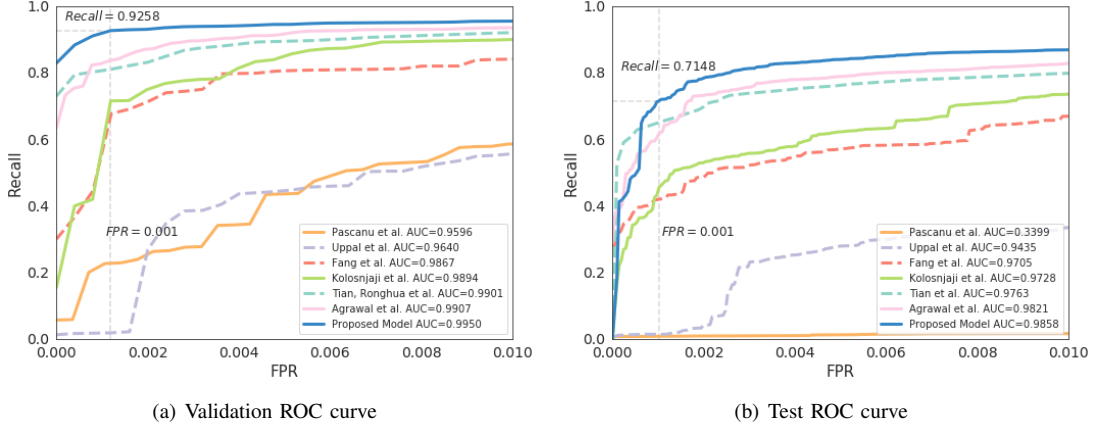 Recall = 0.9258
FPR = 0.001
Recall
1.0
0.8
0.6
0.4
0.2
0.0
0.000
0.002
0.004
0.006
0.008
0.010
FPR
Pascanu et al. AUC=0.9596
Uppal et al. AUC=0.9640
Fang et al. AUC=0.9867
Kolosnjaji et al. AUC=0.9894
Tian, Ronghua et al. AUC=0.9901
Agrawal et al. AUC=0.9907
Proposed Model AUC=0.9950
(a) Validation ROC curve
Recall = 0.7148
FPR = 0.001
Recall
1.0
0.8
0.6
0.4
0.2
0.0
0.000
0.002
0.004
0.006
0.008
0.010
FPR
Pascanu et al. AUC=0.3399
Uppal et al. AUC=0.9435
Fang et al. AUC=0.9705
Kolosnjaji et al. AUC=0.9728
Tian et al. AUC=0.9763
Agrawal et al. AUC=0.9821
Proposed Model AUC=0.9858
(b) Test ROC curve